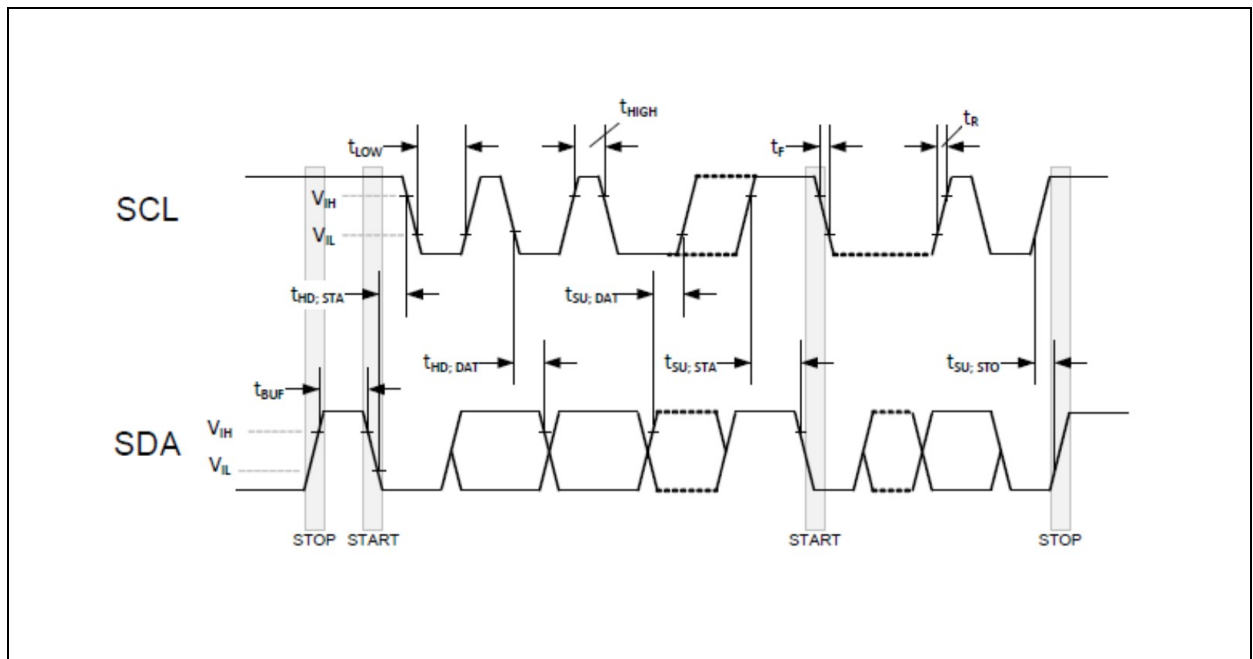 tHIGH
tR
tLOW
tF
SCL
VIH
VIL
tHD; STA
tSU; DAT
tHD; DAT
tSU; STA
tSU; STO
tBUF
SDA
VIH
VIL
STOP START START STOP